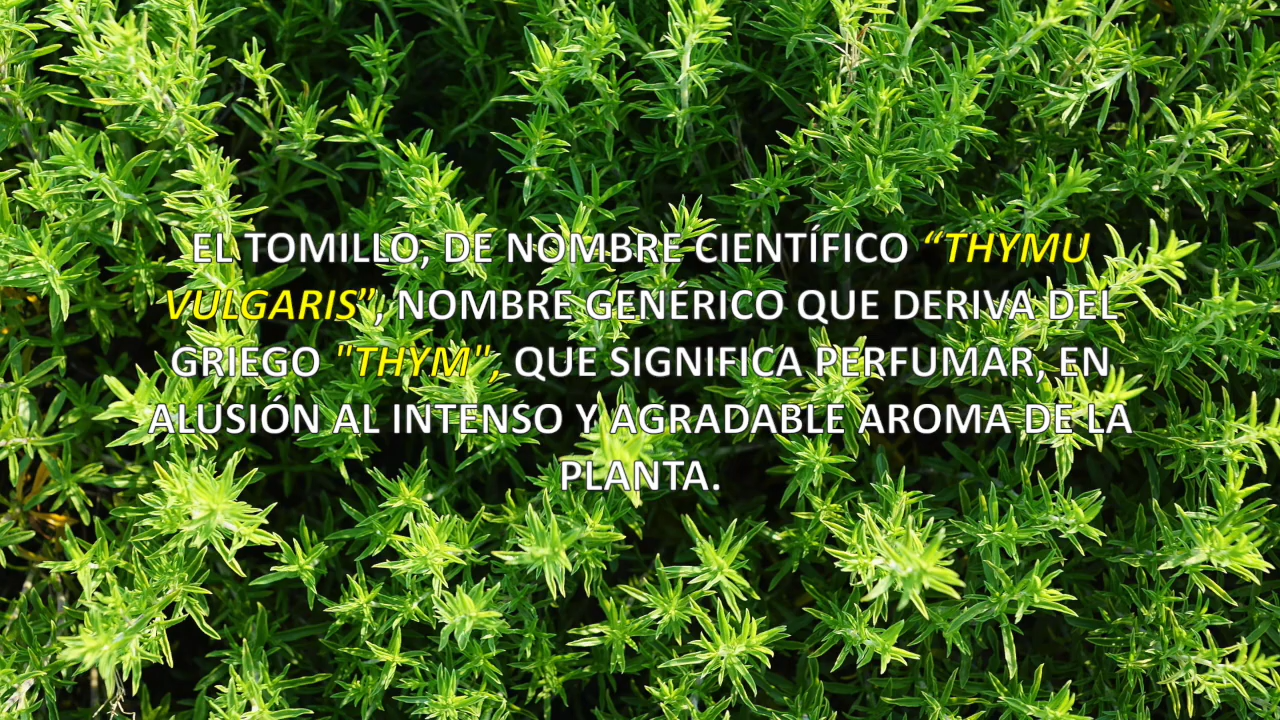 EL TOMILLO, DE NOMBRE CIENTÍFICO “THYMU
VULGARIS”, NOMBRE GENÉRICO QUE DERIVA DEL
GRIEGO "THYM", QUE SIGNIFICA PERFUMAR, EN
ALUSIÓN AL INTENSO Y AGRADABLE AROMA DE LA
PLANTA.